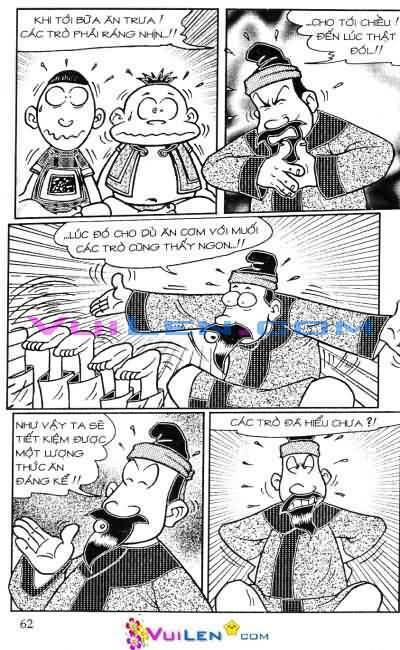 KHI TỚI BỮA ĂN TRƯA!
CÁC TRÒ PHẢI RÁNG NHỊN...!!
...CHO TỚI CHIỀU!
ĐẾN LÚC THẬT
ĐÓI..!!
...LÚC ĐÓ CHO DÙ ĂN CƠM VỚI MUỐI
CÁC TRÒ CŨNG THẤY NGON...!!
VuiLen.com
NHƯ VẬY TA SẼ
TIẾT KIỆM ĐƯỢC
MỘT LƯỢNG
THỨC ĂN
ĐÁNG KỂ!!
CÁC TRÒ ĐÃ HIỂU CHƯA?!
62
VuiLen.com